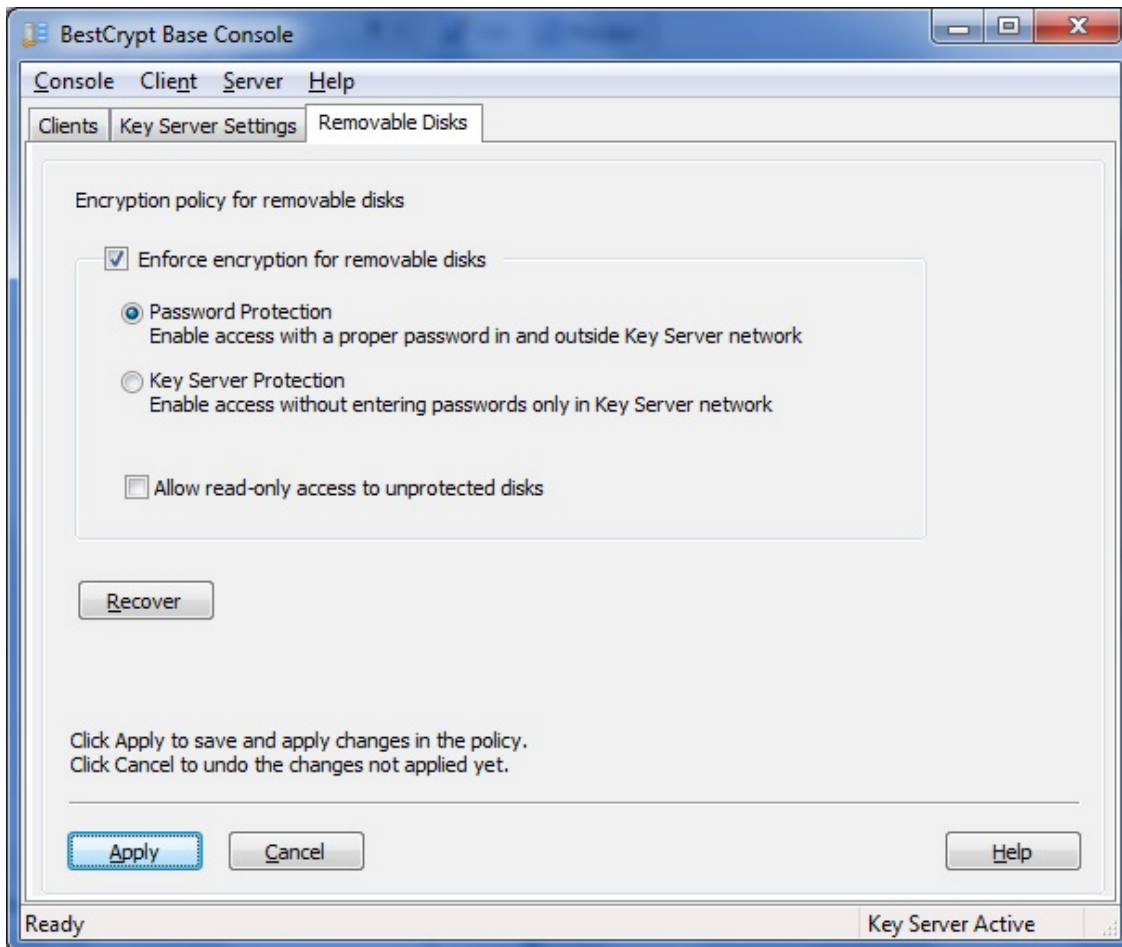 BestCrypt Base Console
Console Client Server Help
Clients Key Server Settings Removable Disks
Encryption policy for removable disks
Enforce encryption for removable disks
Password Protection
Enable access with a proper password in and outside Key Server network
Key Server Protection
Enable access without entering passwords only in Key Server network
Allow read-only access to unprotected disks
Recover
Click Apply to save and apply changes in the policy.
Click Cancel to undo the changes not applied yet.
Apply Cancel Help
Ready Key Server Active